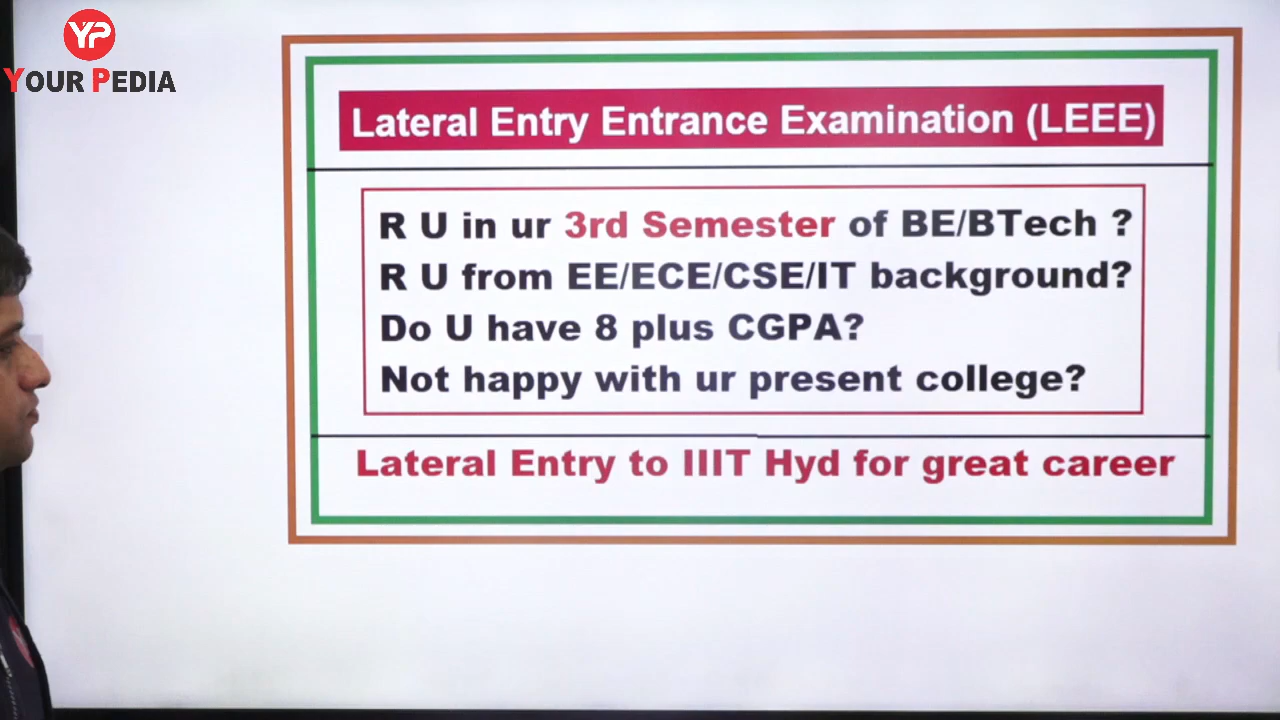 YP
YOUR PEDIA
Lateral Entry Entrance Examination (LEEE)
R U in ur 3rd Semester of BE/BTech ?
R U from EE/ECE/CSE/IT background?
Do U have 8 plus CGPA?
Not happy with ur present college?
Lateral Entry to IIIT Hyd for great career